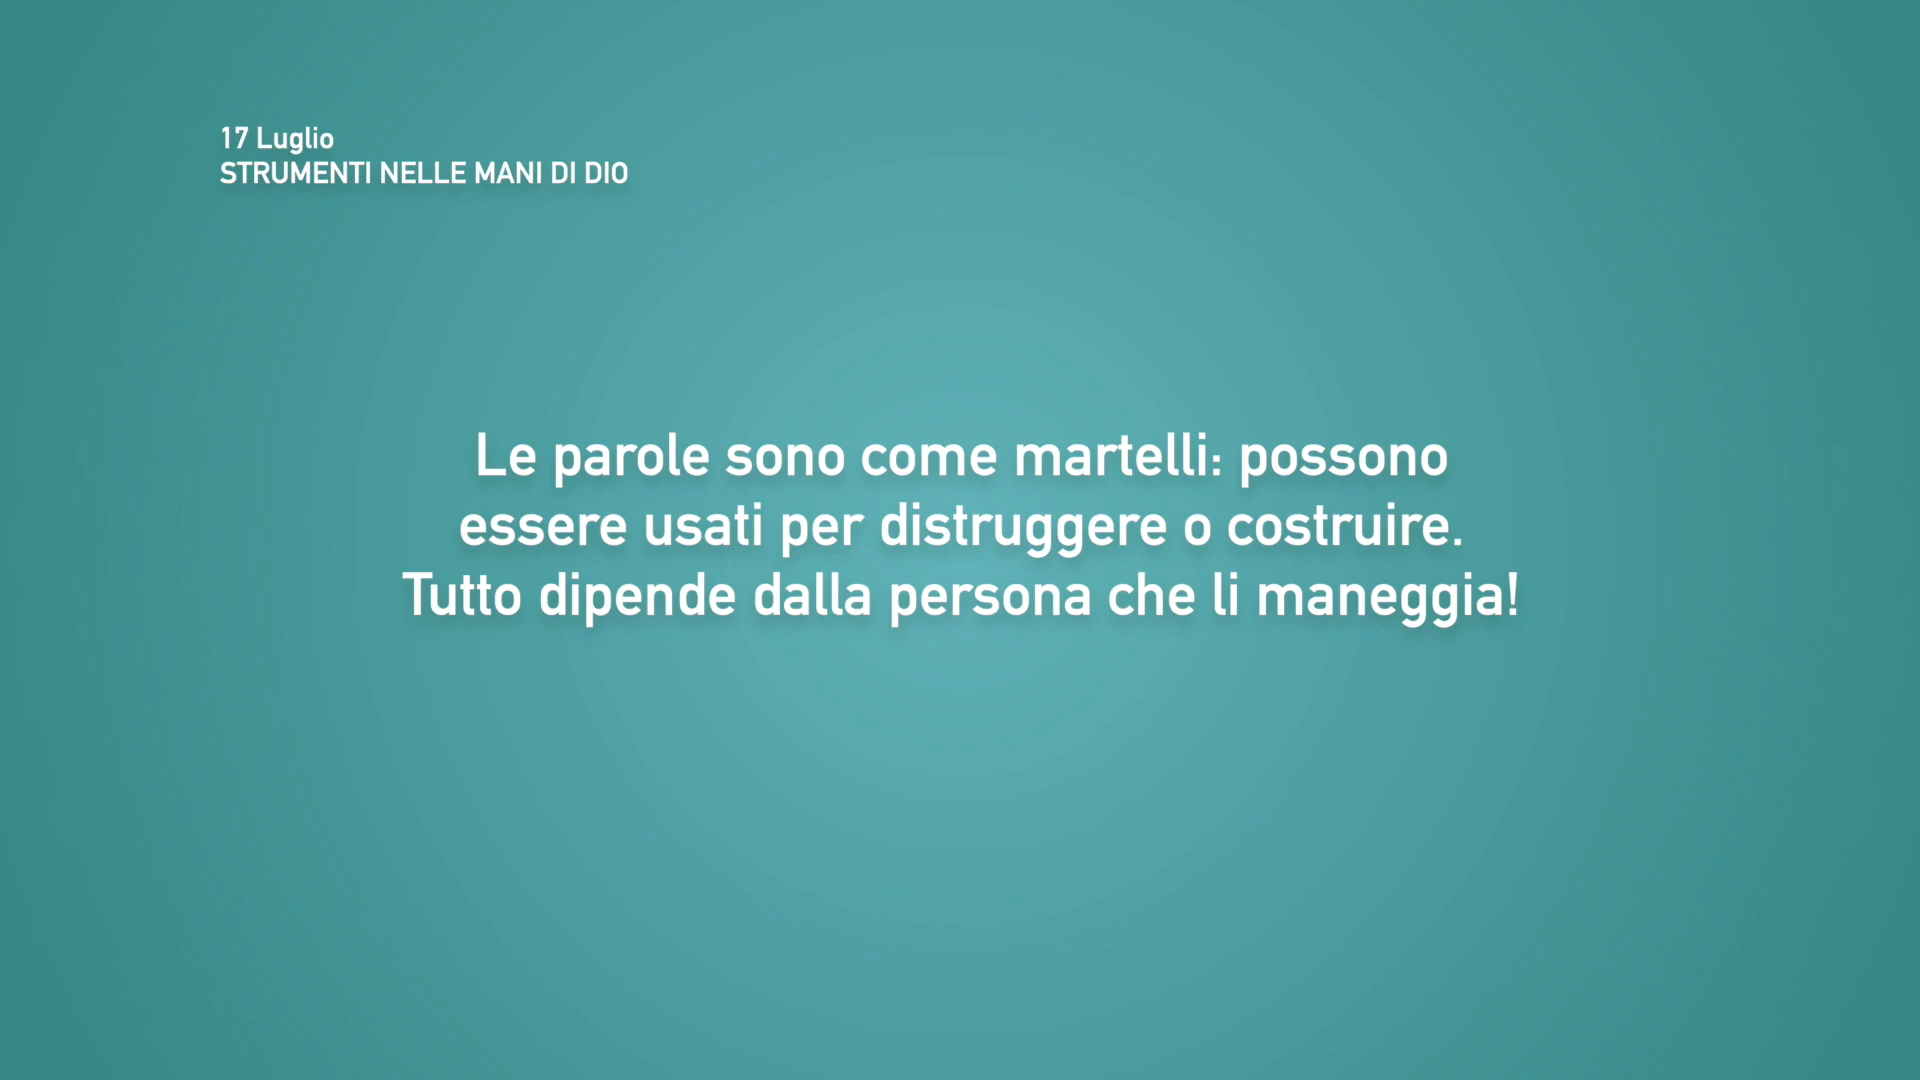 17 Luglio
STRUMENTI NELLE MANI DI DIO
Le parole sono come martelli: possono
essere usati per distruggere o costruire.
Tutto dipende dalla persona che li maneggia!